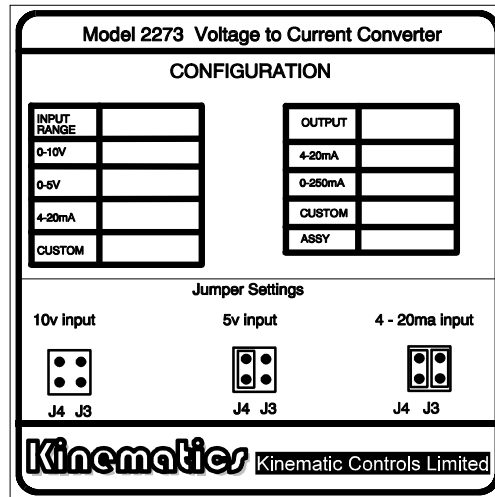 Model 2273 Voltage to Current Converter
CONFIGURATION
INPUT
RANGE
0-10V
0-5V
4-20mA
CUSTOM
OUTPUT
4-20mA
0-250mA
CUSTOM
ASSY
Jumper Settings
10v input
5v input
4 - 20ma input
J4 J3
J4 J3
J4 J3
Kinematics
Kinematic Controls Limited